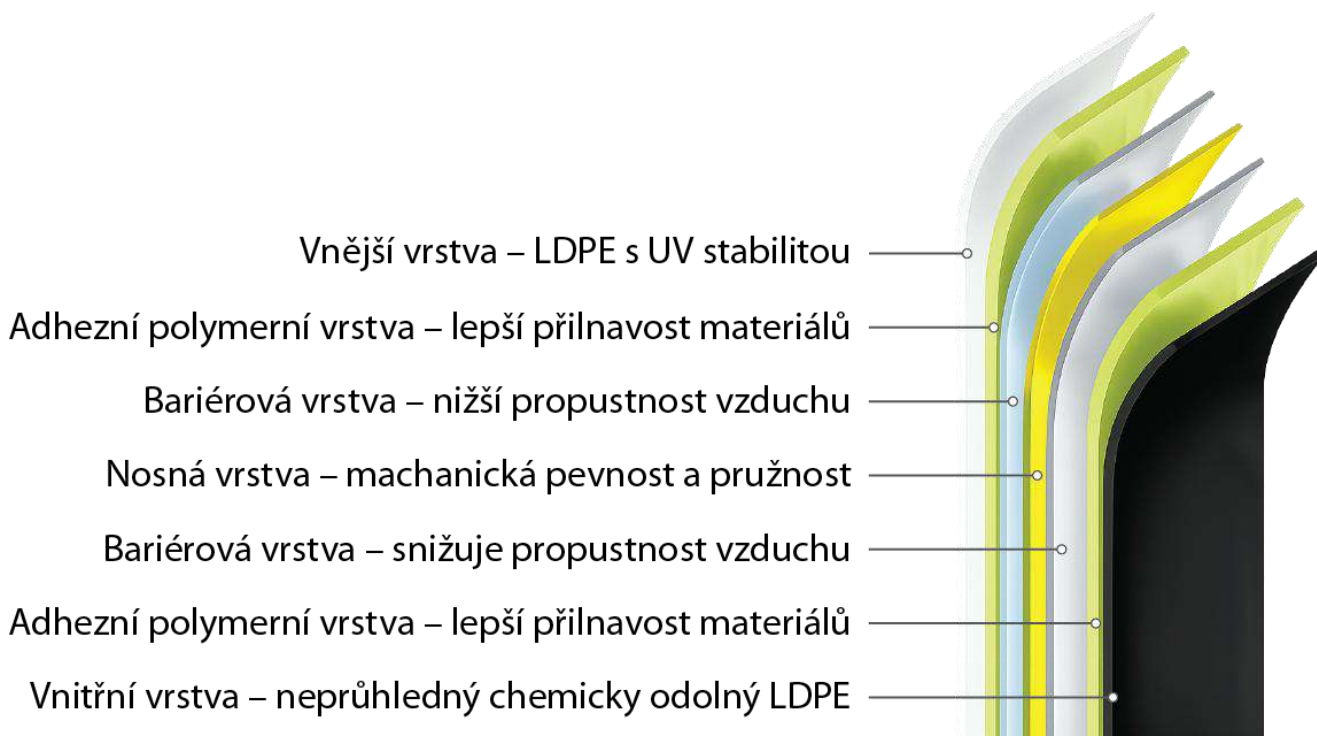 Vnější vrstva – LDPE s UV stabilitou
Adhezní polymerní vrstva – lepší přilnavost materiálů
Bariérová vrstva – nižší propustnost vzduchu
Nosná vrstva – machanická pevnost a pružnost
Bariérová vrstva – snižuje propustnost vzduchu
Adhezní polymerní vrstva – lepší přilnavost materiálů
Vnitřní vrstva – neprůhledný chemicky odolný LDPE